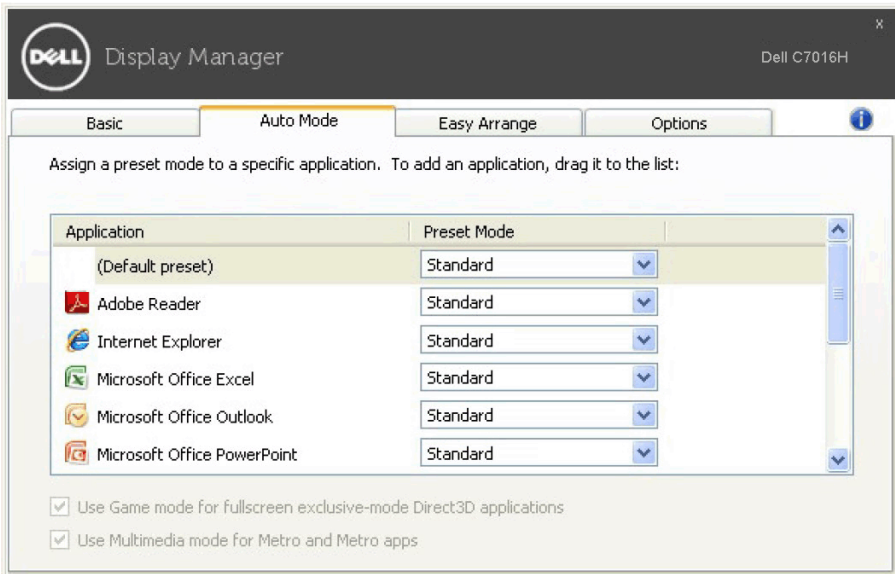 DELL Display Manager
x
Dell C7016H
Basic Auto Mode Easy Arrange Options
Assign a preset mode to a specific application. To add an application, drag it to the list:
Application Preset Mode
(Default preset) Standard
Adobe Reader Standard
Internet Explorer Standard
Microsoft Office Excel Standard
Microsoft Office Outlook Standard
Microsoft Office PowerPoint Standard
Use Game mode for fullscreen exclusive-mode Direct3D applications
Use Multimedia mode for Metro and Metro apps